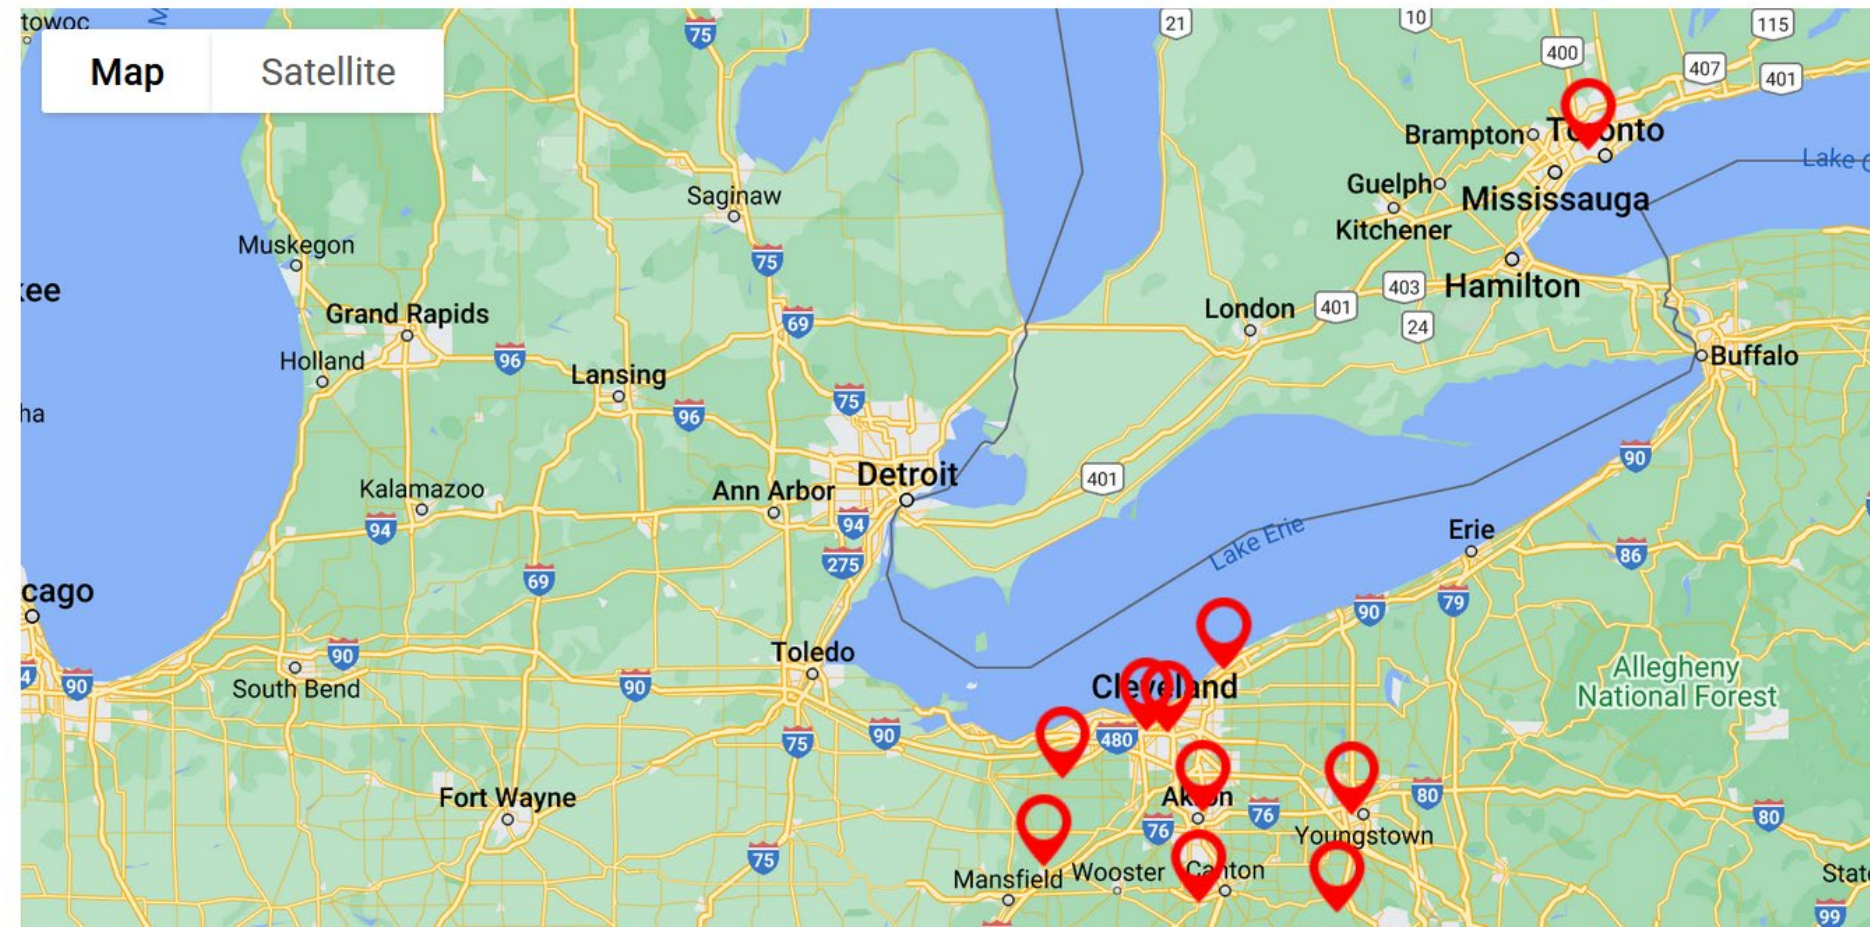 towoc
M
Map
Satellite
75
21
10
115
400
407
401
Brampton
Toronto
Lake
Guelph
Mississauga
Kitchener
Saginaw
Muskegon
75
Hamilton
403
kee
Grand Rapids
London
401
69
24
Holland
96
Lansing
Buffalo
75
96
ha
90
Detroit
401
Kalamazoo
Ann Arbor
94
94
Erie
Lake Erie
86
275
69
cago
90
79
Toledo
90
4
90
South Bend
90
Cleveland
Allegheny
National Forest
75
90
480
Fort Wayne
Akron
76
76
80
80
Youngstown
75
Mansfield
Wooster
Canton
State
99